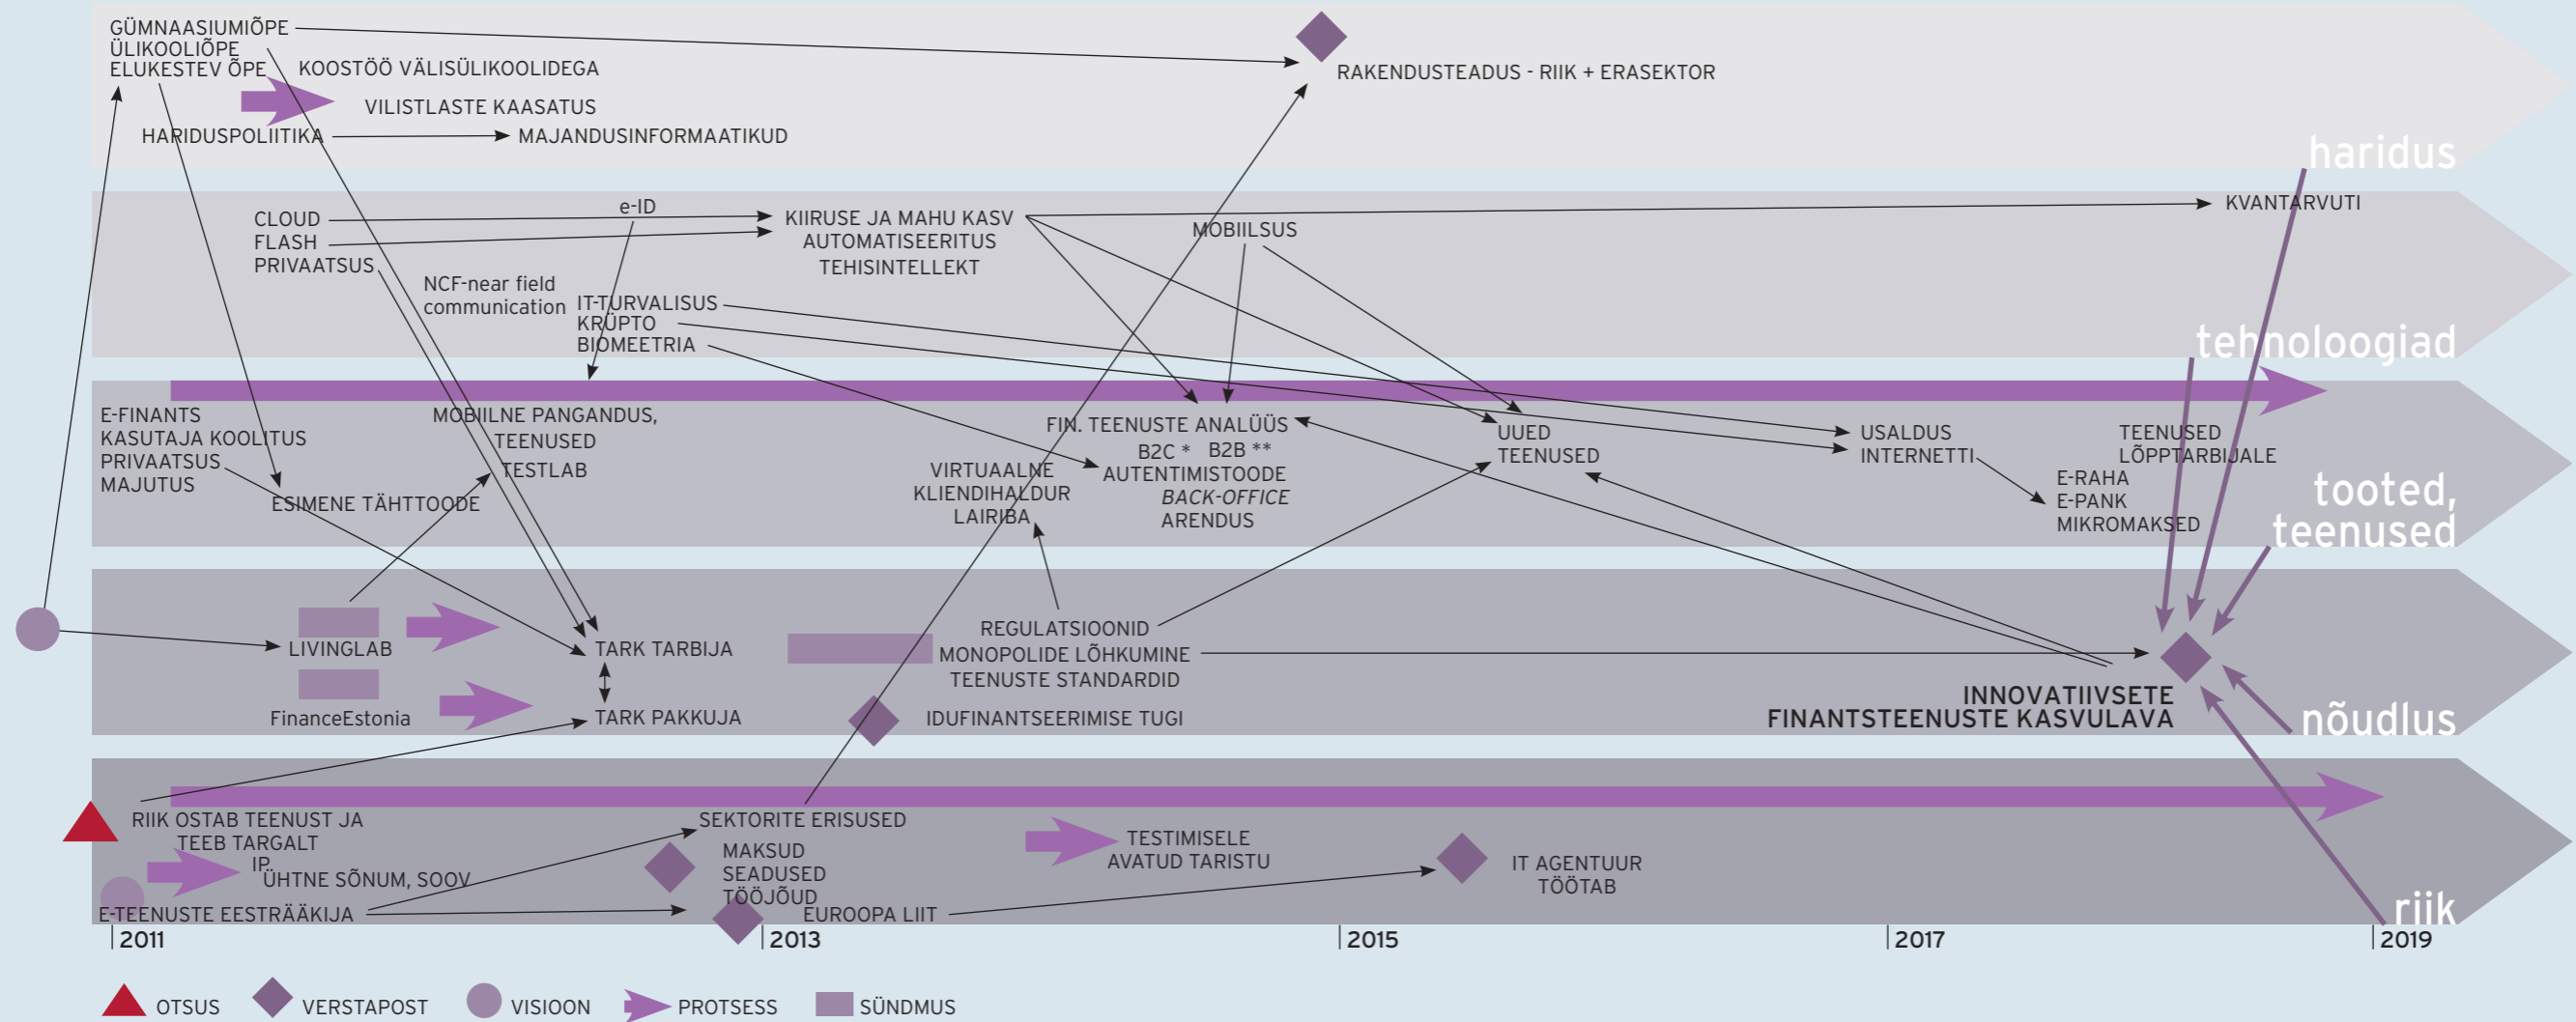 GÜMNAASIUMIÕPE
ÜLIKOOLIÕPE
ELUKESTEV ÕPE
KOOSTÖÖ VÄLISÜLIKOOLIDEGA
VILISTLASTE KAASATUS
HARIDUSPOLIITIKA
MAJANDUSINFORMAATIKUD
RAKENDUSTEADUS - RIIK + ERASEKTOR
haridus
CLOUD
FLASH
PRIVAATSUS
e-ID
NCF-near field
communication
IT-TURVALISUS
KRÜPTO
BIOMEETRIA
KIIRUSE JA MAHU KASV
AUTOMATISEERITUS
TEHISINTELLEKT
MOBIILSUS
KVANTARVUTI
tehnoloogiad
E-FINANTS
KASUTAJA KOOLITUS
PRIVAATSUS
MAJUTUS
ESIMENE TÄHTTOODE
MOBIILNE PANGANDUS,
TEENUSED
TESTLAB
VIRTUAALNE
KLIENDIHALDUR
LAIRIBA
FIN. TEENUSTE ANALÜÜS
B2C * B2B **
AUTENTIMISTOODE
BACK-OFFICE
ARENDUS
UUED
TEENUSED
USALDUS
INTERNETTI
TEENUSED
LÕPPTARBIJALE
E-RAHA
E-PANK
MIKROMAKSED
tooted,
teenused
LIVINGLAB
FinanceEstonia
TARK TARBIJA
TARK PAKKUJA
REGULATSIOONID
MONOPOLIDE LÕHKUMINE
TEENUSTE STANDARDID
IDUFINANTSEERIMISE TUGI
INNOVATIIVSETE
FINANTSTEENUSTE KASVULAVA
nõudlus
RIIK OSTAB TEENUST JA
TEEB TARGALT
IP
ÜHTNE SÕNUM, SOOV
E-TEENUSTE EESTRÄÄKIJA
SEKTORITE ERISUSED
MAKSUD
SEADUSED
TÖÖJÕUD
EUROOPA LIIT
TESTIMISELE
AVATUD TARISTU
IT AGENTUUR
TÖÖTAB
riik
2011
2013
2015
2017
2019
OTSUS
VERSTAPOST
VISIOON
PROTSESS
SÜNDMUS